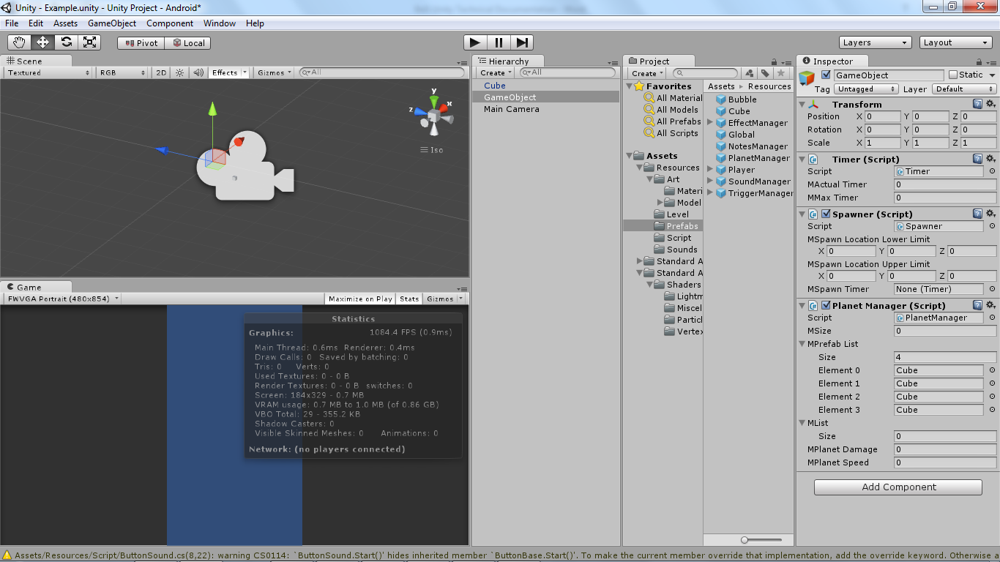 Unity - Example.unity - Unity Project - Android*
File Edit Assets GameObject Component Window Help
Pivot Local
Layers Layout
Scene
Textured RGB 2D Effects Gizmos All
y
x
z
Iso
Game
FWVGA Portrait (480x854) Maximize on Play Stats Gizmos
Statistics
Graphics: 1084.4 FPS (0.9ms)
Main Thread: 0.6ms Renderer: 0.4ms
Draw Calls: 0 Saved by batching: 0
Tris: 0 Verts: 0
Used Textures: 0 - 0 B
Render Textures: 0 - 0 B switches: 0
Screen: 184x329 - 0.7 MB
VRAM usage: 0.7 MB to 1.0 MB (of 0.86 GB)
VBO Total: 29 - 355.2 KB
Shadow Casters: 0
Visible Skinned Meshes: 0 Animations: 0
Network: (no players connected)
Hierarchy
Create All
Cube
GameObject
Main Camera
Project
Create
Favorites
All Material
All Models
All Prefabs
All Scripts
Assets
Resources
Art
Materi
Model
Level
Prefabs
Script
Sounds
Standard A
Standard A
Shaders
Lightm
Miscel
Particl
Vertex
Assets Resources
Bubble
Cube
EffectManager
Global
NotesManager
PlanetManager
Player
SoundManager
TriggerManager
Inspector
GameObject Static
Tag Untagged Layer Default
Transform
Position X 0 Y 0 Z 0
Rotation X 0 Y 0 Z 0
Scale X 1 Y 1 Z 1
Timer (Script)
Script Timer
MActual Timer 0
MMax Timer 0
Spawner (Script)
Script Spawner
MSpawn Location Lower Limit
X 0 Y 0 Z 0
MSpawn Location Upper Limit
X 0 Y 0 Z 0
MSpawn Timer None (Timer)
Planet Manager (Script)
Script PlanetManager
MSize 0
MPrefab List
Size 4
Element 0 Cube
Element 1 Cube
Element 2 Cube
Element 3 Cube
MList
Size 0
MPlanet Damage 0
MPlanet Speed 0
Add Component
Assets/Resources/Script/ButtonSound.cs(8,22): warning CS0114: `ButtonSound.Start()' hides inherited member `ButtonBase.Start()'. To make the current member override that implementation, add the override keyword. Otherwise a